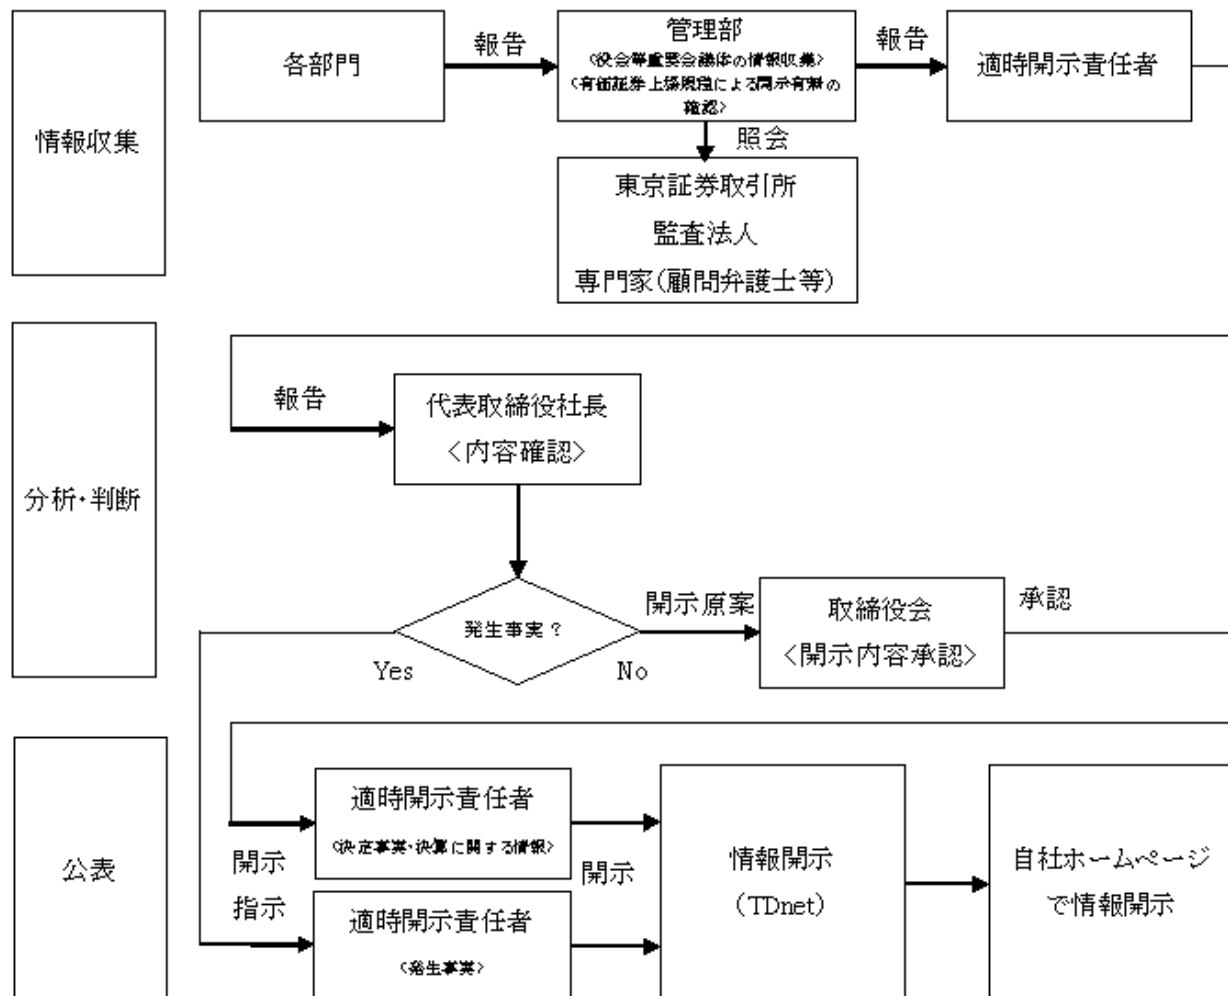 情報収集
各部門
報告
管理部
<役会等重要会議体の情報収集>
<有価証券上場規程による開示有無の
確認>
報告
適時開示責任者
照会
東京証券取引所
監査法人
専門家(顧問弁護士等)
分析・判断
報告
代表取締役社長
<内容確認>
発生事実?
Yes
No
開示原案
取締役会
<開示内容承認>
承認
公表
開示
指示
適時開示責任者
<決定事実・決算に関する情報>
適時開示責任者
<発生事実>
開示
情報開示
(TDnet)
自社ホームページ
で情報開示